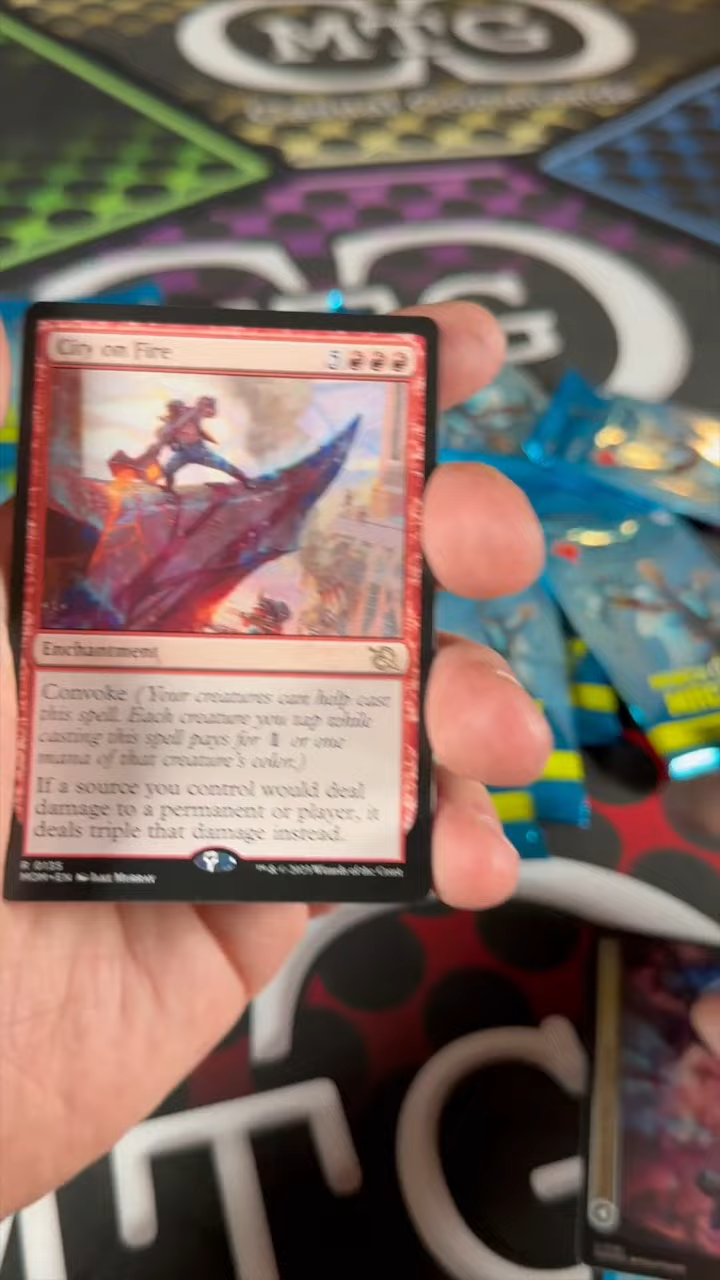 MTG
City on Fire 5
Enchantment
Convoke (Your creatures can help cast
this spell. Each creature you tap while
casting this spell pays for 1 or one
mana of that creature's color.)
If a source you control would deal
damage to a permanent or player, it
deals triple that damage instead.
R 0135
MOM • EN
™ & © 2023 Wizards of the Coast
MTG